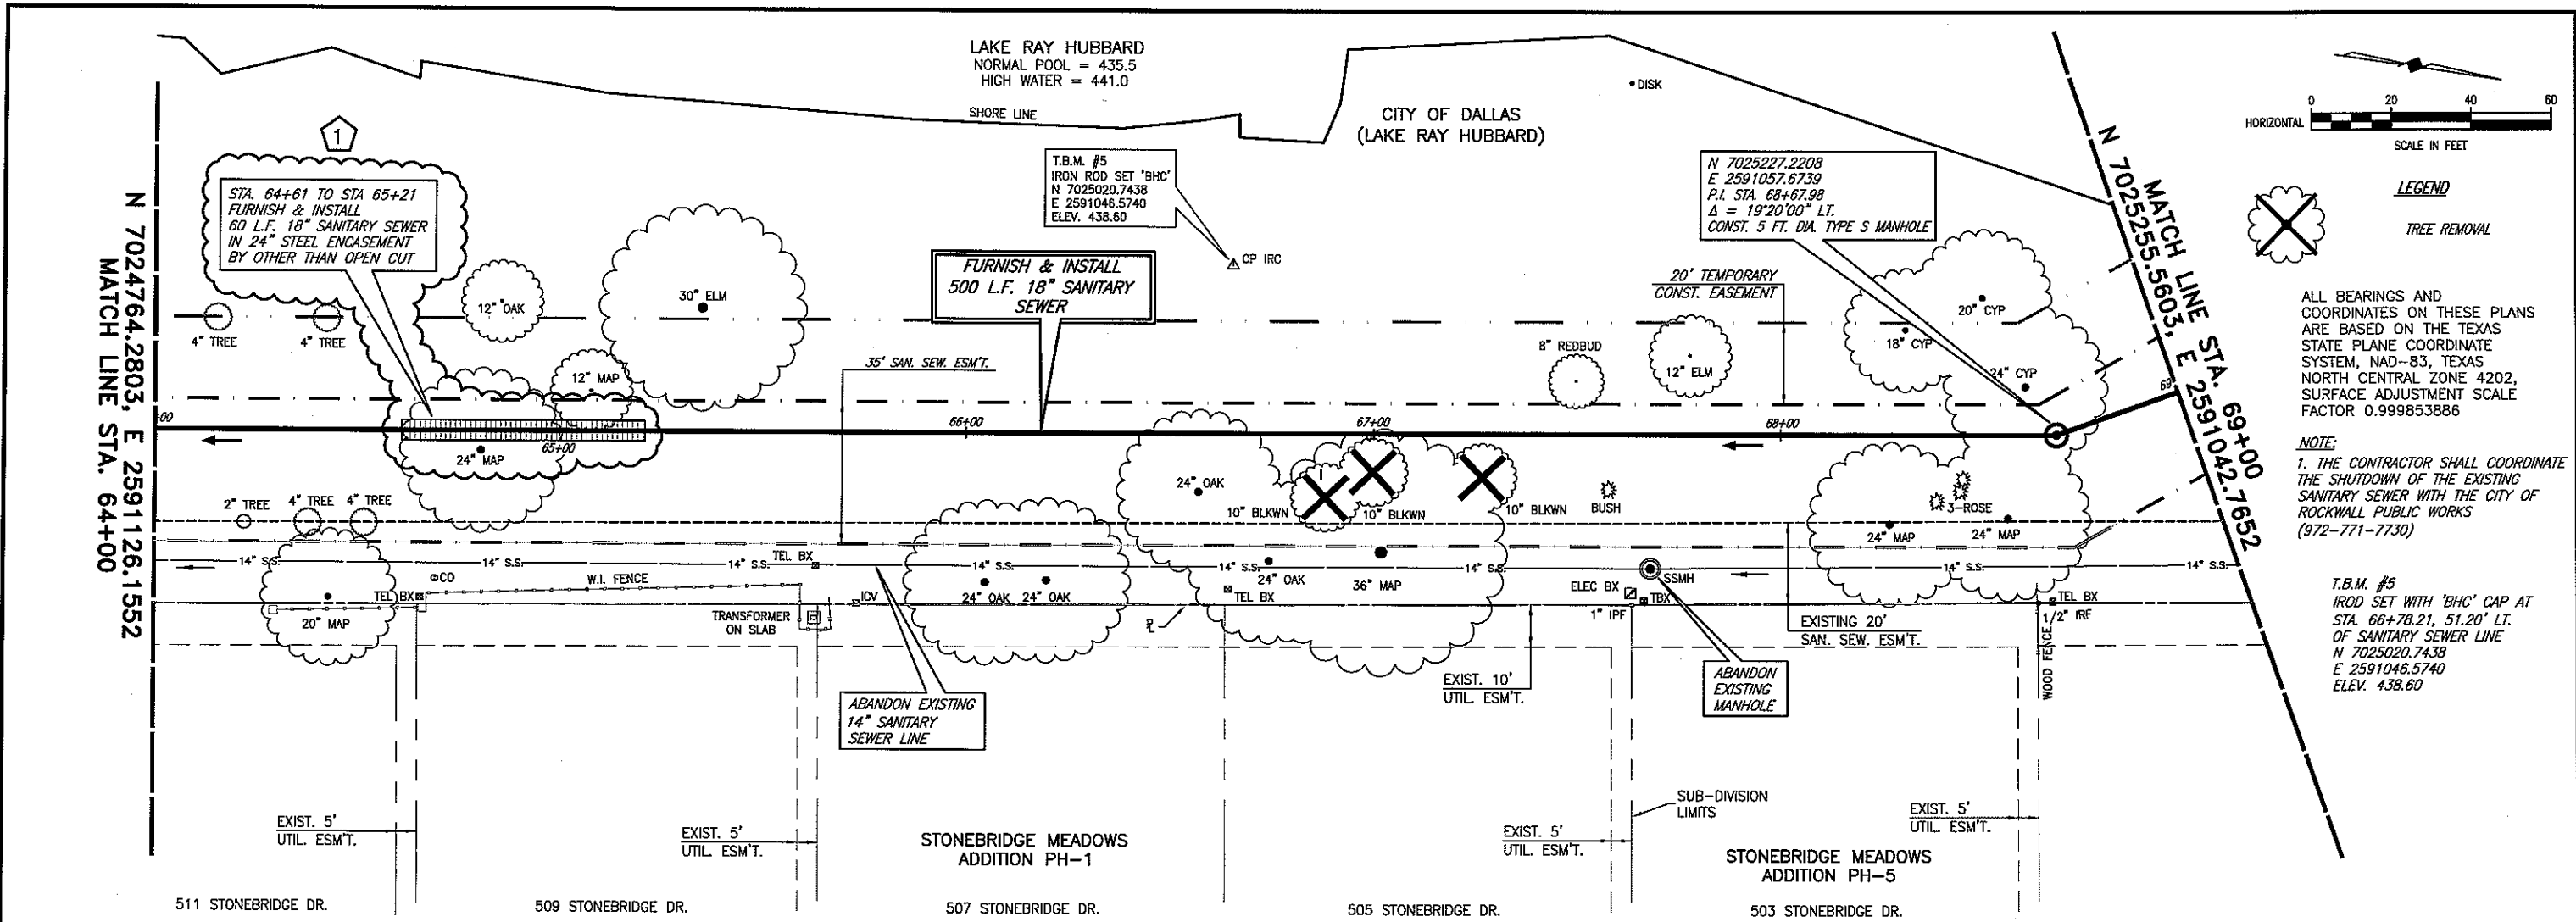 LAKE RAY HUBBARD
NORMAL POOL = 435.5
HIGH WATER = 441.0
SHORE LINE
CITY OF DALLAS
(LAKE RAY HUBBARD)
DISK
0 20 40 60
HORIZONTAL
SCALE IN FEET
LEGEND
TREE REMOVAL
ALL BEARINGS AND
COORDINATES ON THESE PLANS
ARE BASED ON THE TEXAS
STATE PLANE COORDINATE
SYSTEM, NAD-83, TEXAS
NORTH CENTRAL ZONE 4202,
SURFACE ADJUSTMENT SCALE
FACTOR 0.999853886
NOTE:
1. THE CONTRACTOR SHALL COORDINATE
THE SHUTDOWN OF THE EXISTING
SANITARY SEWER WITH THE CITY OF
ROCKWALL PUBLIC WORKS
(972-771-7730)
T.B.M. #5
IROD SET WITH 'BHC' CAP AT
STA. 66+78.21, 51.20' LT.
OF SANITARY SEWER LINE
N 7025020.7438
E 2591046.5740
ELEV. 438.60
N 7024764.2803, E 2591126.1552
MATCH LINE STA. 64+00
1
STA. 64+61 TO STA 65+21
FURNISH & INSTALL
60 L.F. 18" SANITARY SEWER
IN 24" STEEL ENCASEMENT
BY OTHER THAN OPEN CUT
T.B.M. #5
IRON ROD SET 'BHC'
N 7025020.7438
E 2591046.5740
ELEV. 438.60
CP IRC
N 7025227.2208
E 2591057.6739
P.I. STA. 68+67.98
Δ = 19°20'00" LT.
CONST. 5 FT. DIA. TYPE S MANHOLE
MATCH LINE STA. 69+00
N 7025255.5603, E 2591042.7652
FURNISH & INSTALL
500 L.F. 18" SANITARY
SEWER
20' TEMPORARY
CONST. EASEMENT
4" TREE
4" TREE
12" OAK
30" ELM
12" MAP
35' SAN. SEW. ESM'T.
8" REDBUD
12" ELM
18" CYP
20" CYP
24" CYP
69
00
65+00
66+00
67+00
68+00
24" MAP
2" TREE
4" TREE
4" TREE
24" OAK
10" BLKWN
10" BLKWN
10" BLKWN
BUSH
3-ROSE
24" MAP
24" MAP
14" S.S.
14" S.S.
14" S.S.
14" S.S.
14" S.S.
14" S.S.
14" S.S.
TEL BX
CO
W.I. FENCE
TEL BX
20" MAP
TRANSFORMER
ON SLAB
ICV
24" OAK
24" OAK
24" OAK
36" MAP
TEL BX
PL
ELEC BX
SSMH
TBX
1" IPF
EXISTING 20'
SAN. SEW. ESM'T.
TEL BX
1/2" IRF
WOOD FENCE
ABANDON EXISTING
14" SANITARY
SEWER LINE
EXIST. 10'
UTIL. ESM'T.
ABANDON
EXISTING
MANHOLE
SUB-DIVISION
LIMITS
EXIST. 5'
UTIL. ESM'T.
EXIST. 5'
UTIL. ESM'T.
EXIST. 5'
UTIL. ESM'T.
EXIST. 5'
UTIL. ESM'T.
STONEBRIDGE MEADOWS
ADDITION PH-1
STONEBRIDGE MEADOWS
ADDITION PH-5
511 STONEBRIDGE DR.
509 STONEBRIDGE DR.
507 STONEBRIDGE DR.
505 STONEBRIDGE DR.
503 STONEBRIDGE DR.